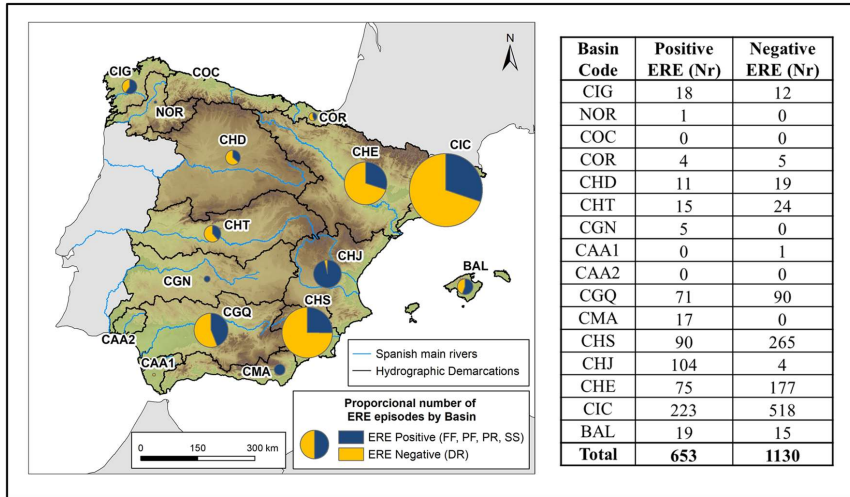 CIG
COC
N
NOR
COR
CIC
CHD
CHE
CHT
CHJ
CGN
BAL
CGQ
CHS
CAA2
CAA1
CMA
Spanish main rivers
Hydrographic Demarcations
Proporcional number of
ERE episodes by Basin
ERE Positive (FF, PF, PR, SS)
ERE Negative (DR)
0 150 300 km
Basin Code Positive ERE (Nr) Negative ERE (Nr)
CIG 18 12
NOR 1 0
COC 0 0
COR 4 5
CHD 11 19
CHT 15 24
CGN 5 0
CAA1 0 1
CAA2 0 0
CGQ 71 90
CMA 17 0
CHS 90 265
CHJ 104 4
CHE 75 177
CIC 223 518
BAL 19 15
Total 653 1130